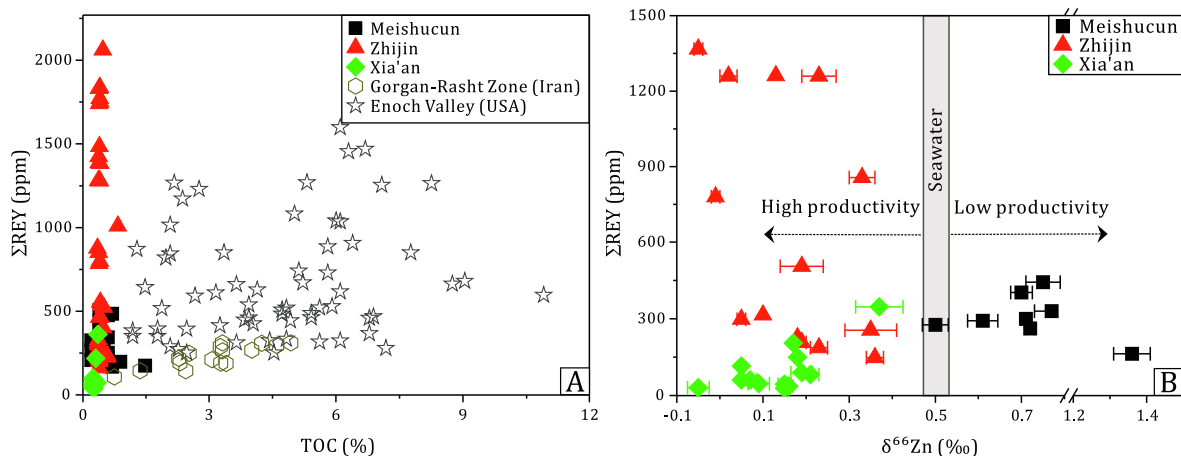 Meishucun
Zhijin
Xia'an
Gorgan-Rasht Zone (Iran)
Enoch Valley (USA)
ΣREY (ppm)
2000
1500
1000
500
0
0
3
6
9
12
TOC (%)
A
Meishucun
Zhijin
Xia'an
ΣREY (ppm)
1500
1200
900
600
300
0
Seawater
High productivity
Low productivity
-0.1
0.1
0.3
0.5
0.7
1.2
1.4
δ⁶⁶Zn (‰)
B